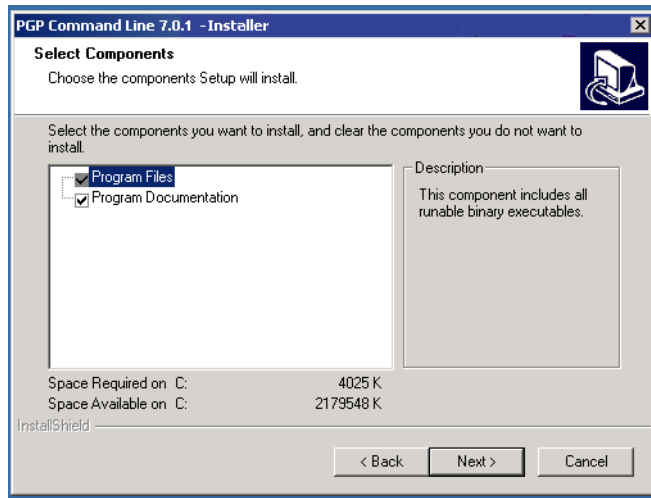 PGP Command Line 7.0.1 - Installer
Select Components
Choose the components Setup will install.
Select the components you want to install, and clear the components you do not want to
install.
Program Files
Program Documentation
Description
This component includes all
runable binary executables.
Space Required on C: 4025 K
Space Available on C: 2179548 K
InstallShield
< Back Next > Cancel